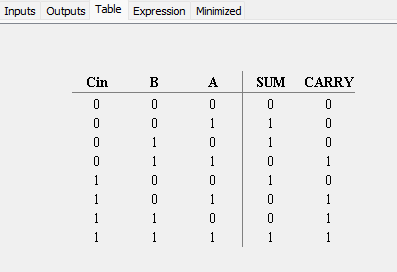 Inputs Outputs Table Expression Minimized
Cin B A SUM CARRY
0 0 0 0 0
0 0 1 1 0
0 1 0 1 0
0 1 1 0 1
1 0 0 1 0
1 0 1 0 1
1 1 0 0 1
1 1 1 1 1